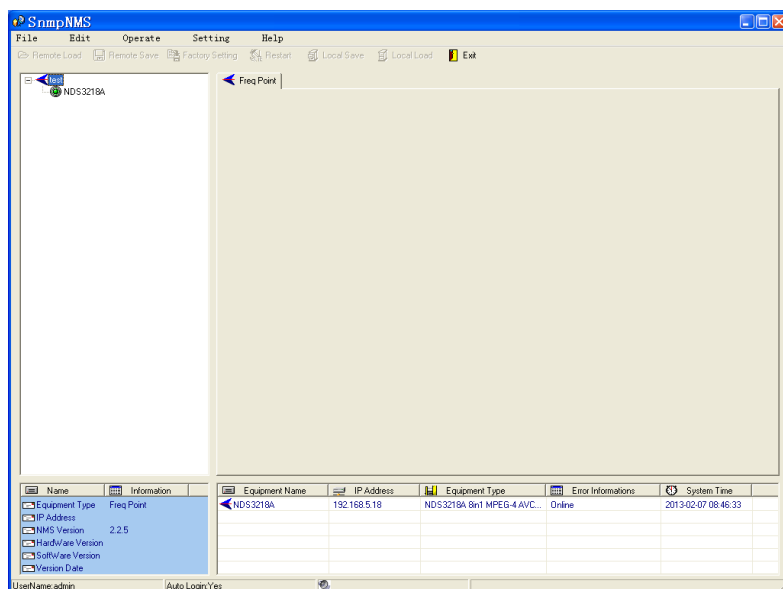 SnmpNMS
File Edit Operate Setting Help
Remote Load Remote Save Factory Setting Restart Local Save Local Load Exit
test
NDS3218A
Freq Point
Name Information
Equipment Type Freq Point
IP Address
NMS Version 2.2.5
HardWare Version
SoftWare Version
Version Date
Equipment Name IP Address Equipment Type Error Informations System Time
NDS3218A 192.168.5.18 NDS3218A 8in1 MPEG-4 AVC... Online 2013-02-07 08:46:33
UserName:admin Auto Login:Yes